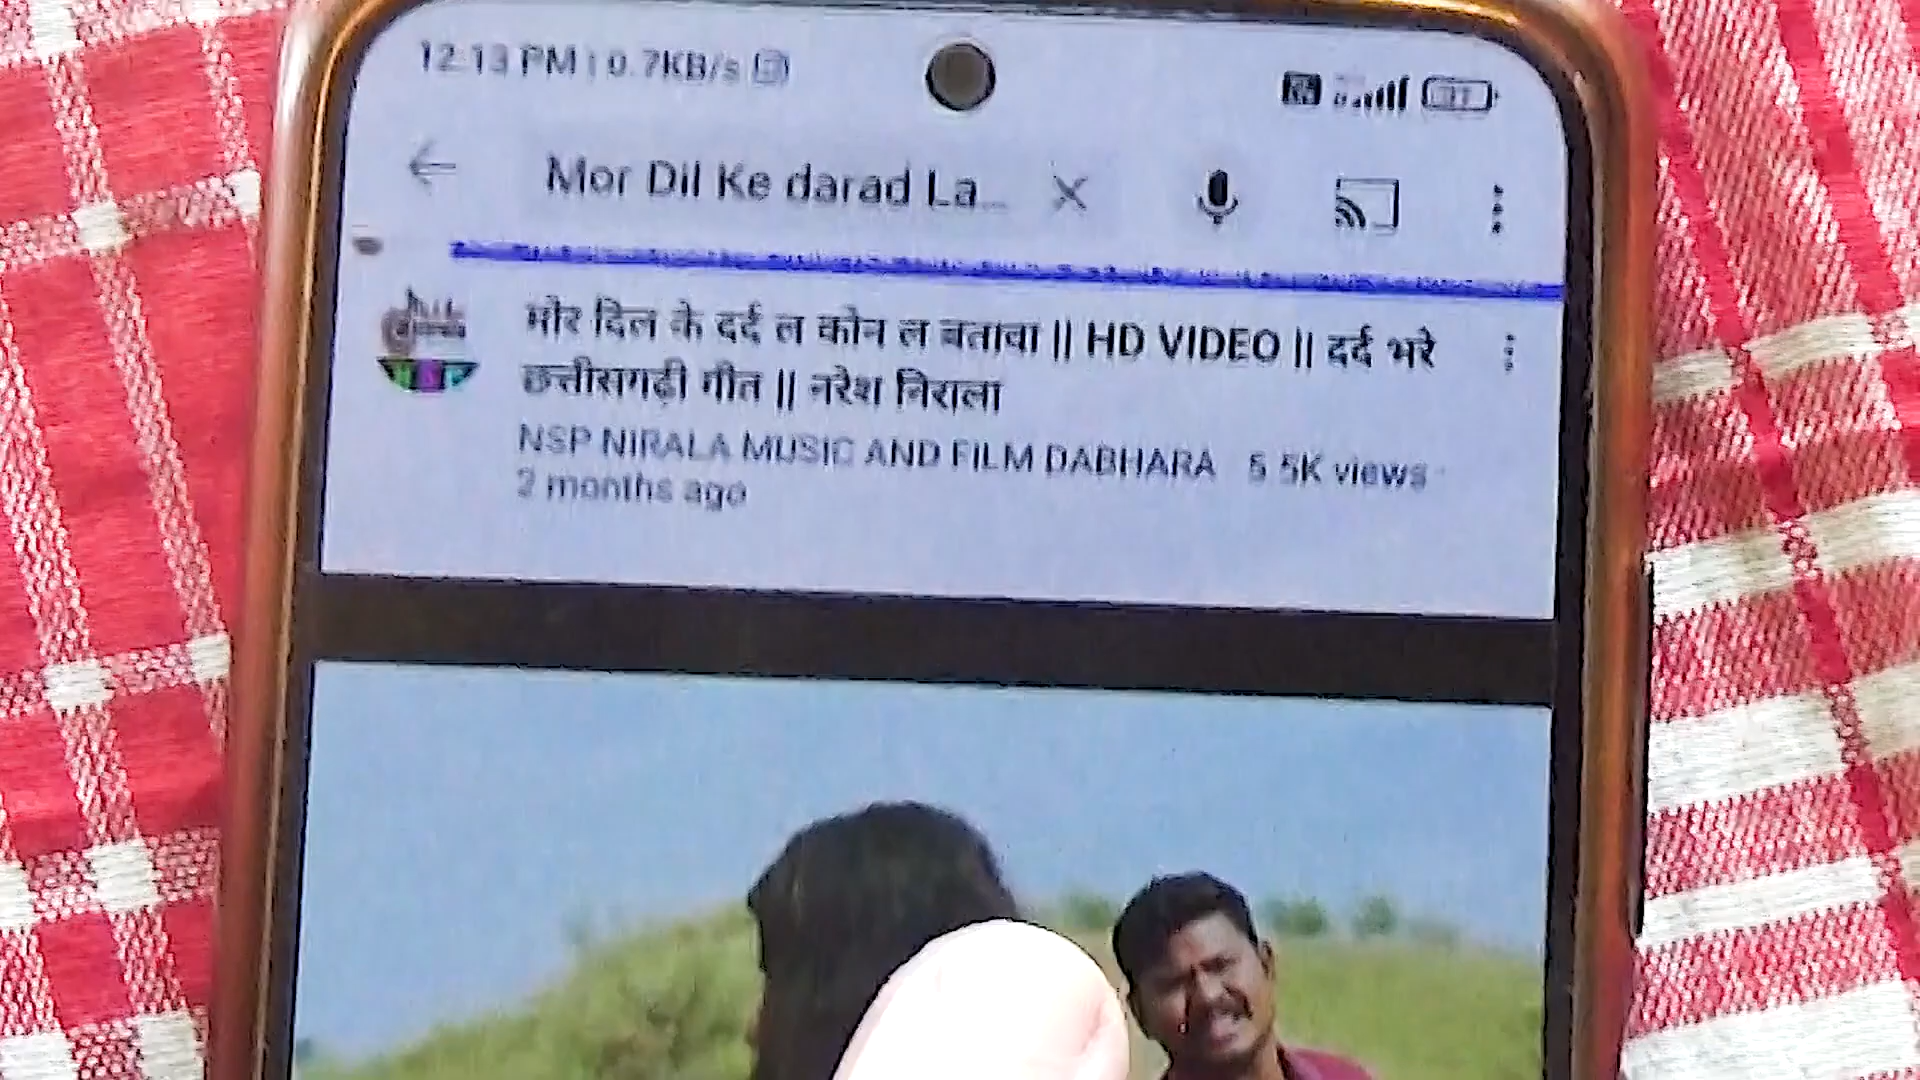 12:13 PM | 0.7KB/s
Mor Dil Ke darad La...
मोर दिल के दर्द ल कोन ल बतावा || HD VIDEO || दर्द भरे
छत्तीसगढ़ी गीत || नरेश निराला
NSP NIRALA MUSIC AND FILM DABHARA 5.5K views
2 months ago